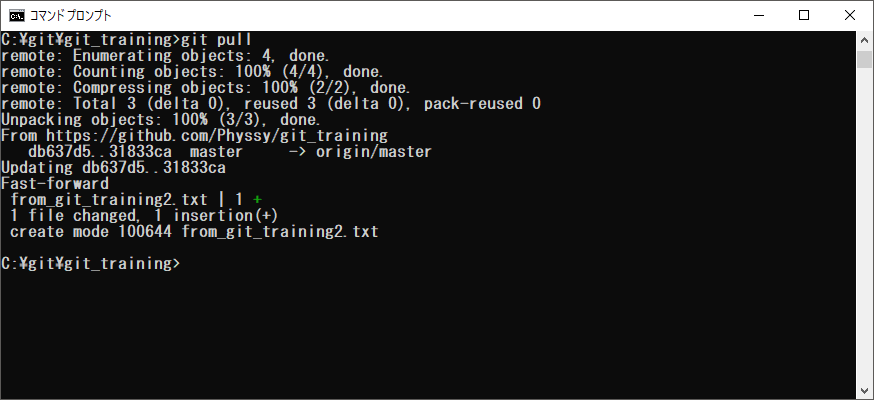 コマンド プロンプト
C:¥git¥git_training>git pull
remote: Enumerating objects: 4, done.
remote: Counting objects: 100% (4/4), done.
remote: Compressing objects: 100% (2/2), done.
remote: Total 3 (delta 0), reused 3 (delta 0), pack-reused 0
Unpacking objects: 100% (3/3), done.
From https://github.com/Physsy/git_training
   db637d5..31833ca  master     -> origin/master
Updating db637d5..31833ca
Fast-forward
 from_git_training2.txt | 1 +
 1 file changed, 1 insertion(+)
 create mode 100644 from_git_training2.txt
C:¥git¥git_training>